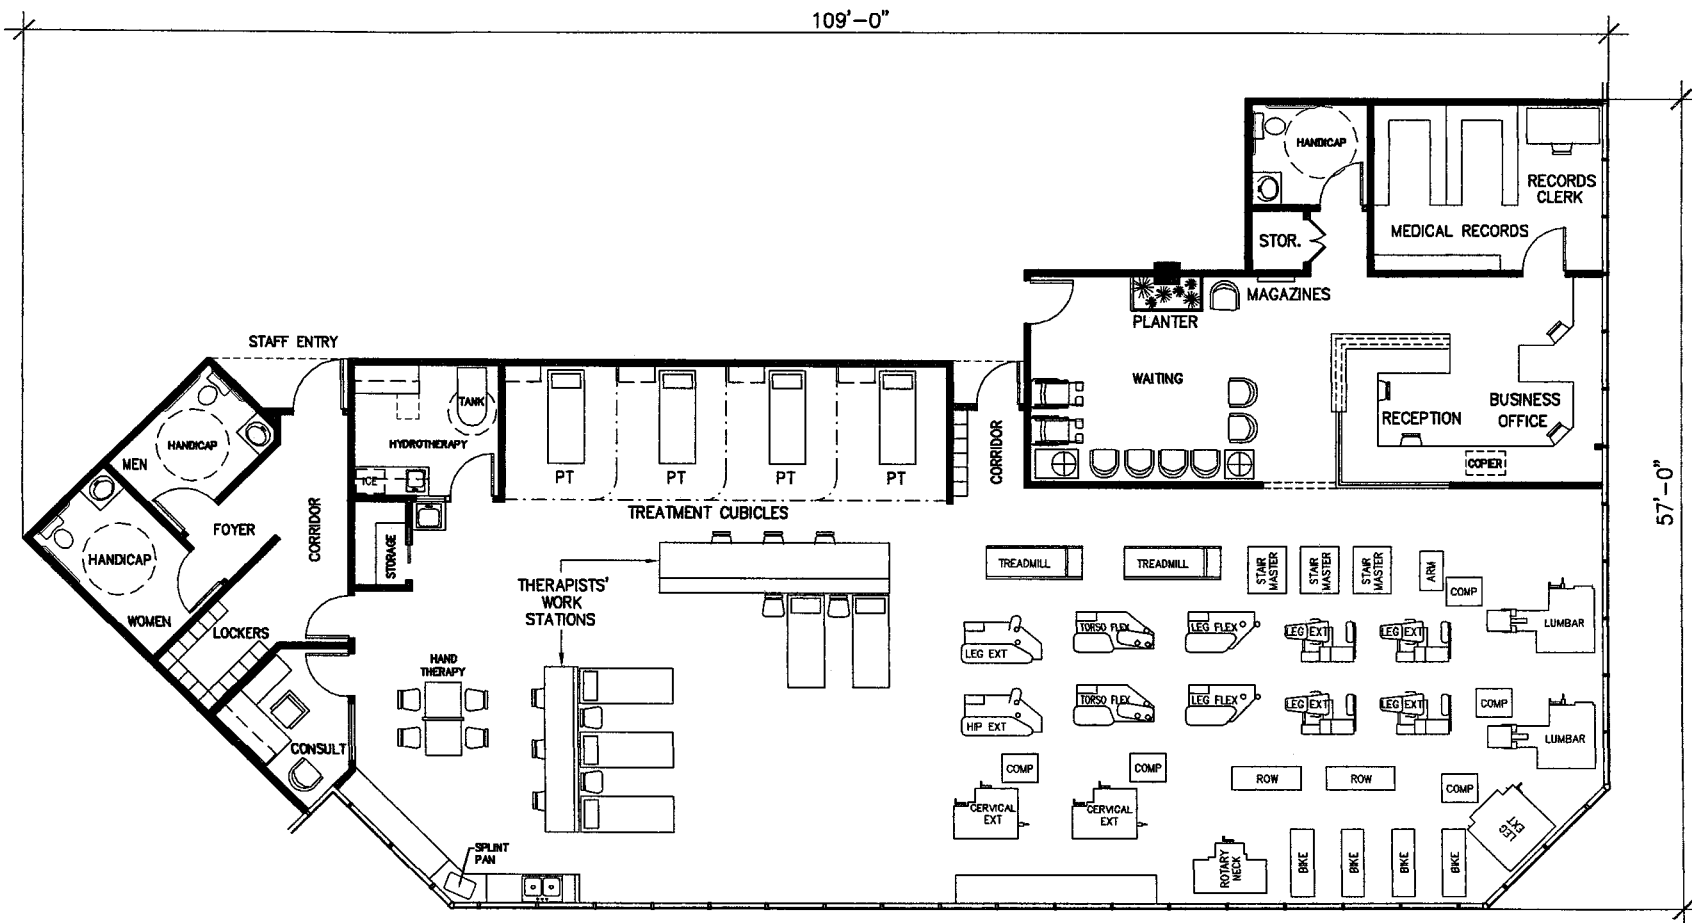 109'-0"
HANDICAP
RECORDS
CLERK
STOR.
MEDICAL RECORDS
MAGAZINES
PLANTER
STAFF ENTRY
WAITING
57'-0"
TANK
BUSINESS
OFFICE
RECEPTION
HANDICAP
MEN
HYDROTHERAPY
CORRIDOR
COPIER
ICE
PT
PT
PT
PT
TREATMENT CUBICLES
FOYER
CORRIDOR
STORAGE
HANDICAP
WOMEN
LOCKERS
THERAPISTS'
WORK
STATIONS
TREADMILL
TREADMILL
STAIR
MASTER
STAIR
MASTER
STAIR
MASTER
ARM
COMP
LUMBAR
LEG EXT
TORSO FLEX
LEG FLEX
LEG EXT
LEG EXT
HAND
THERAPY
HIP EXT
TORSO FLEX
LEG FLEX
LEG EXT
LEG EXT
COMP
LUMBAR
CONSULT
COMP
COMP
ROW
ROW
COMP
CERVICAL
EXT
CERVICAL
EXT
LEG
EXT
SPLINT
PAN
ROTARY
NECK
BIKE
BIKE
BIKE
BIKE